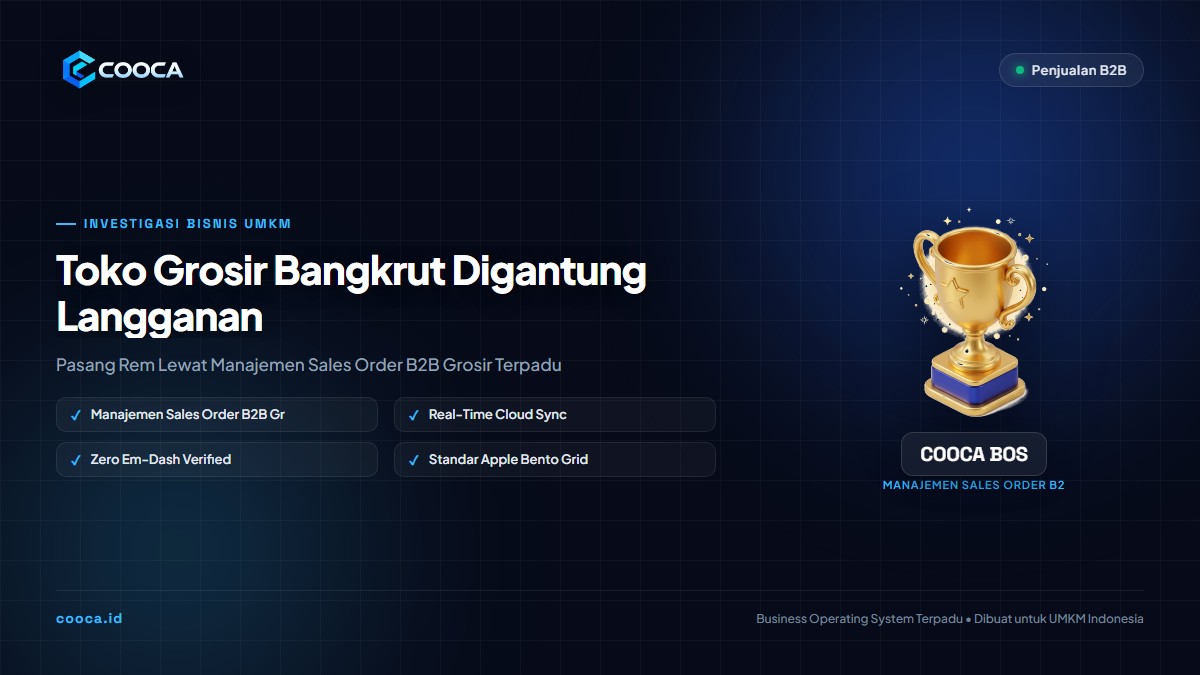 COOCA
Penjualan B2B
INVESTIGASI BISNIS UMKM
Toko Grosir Bangkrut Digantung
Langganan
Pasang Rem Lewat Manajemen Sales Order B2B Grosir Terpadu
✓ Manajemen Sales Order B2B Gr
✓ Real-Time Cloud Sync
✓ Zero Em-Dash Verified
✓ Standar Apple Bento Grid
COOCA BOS
MANAJEMEN SALES ORDER B2
cooca.id
Business Operating System Terpadu • Dibuat untuk UMKM Indonesia